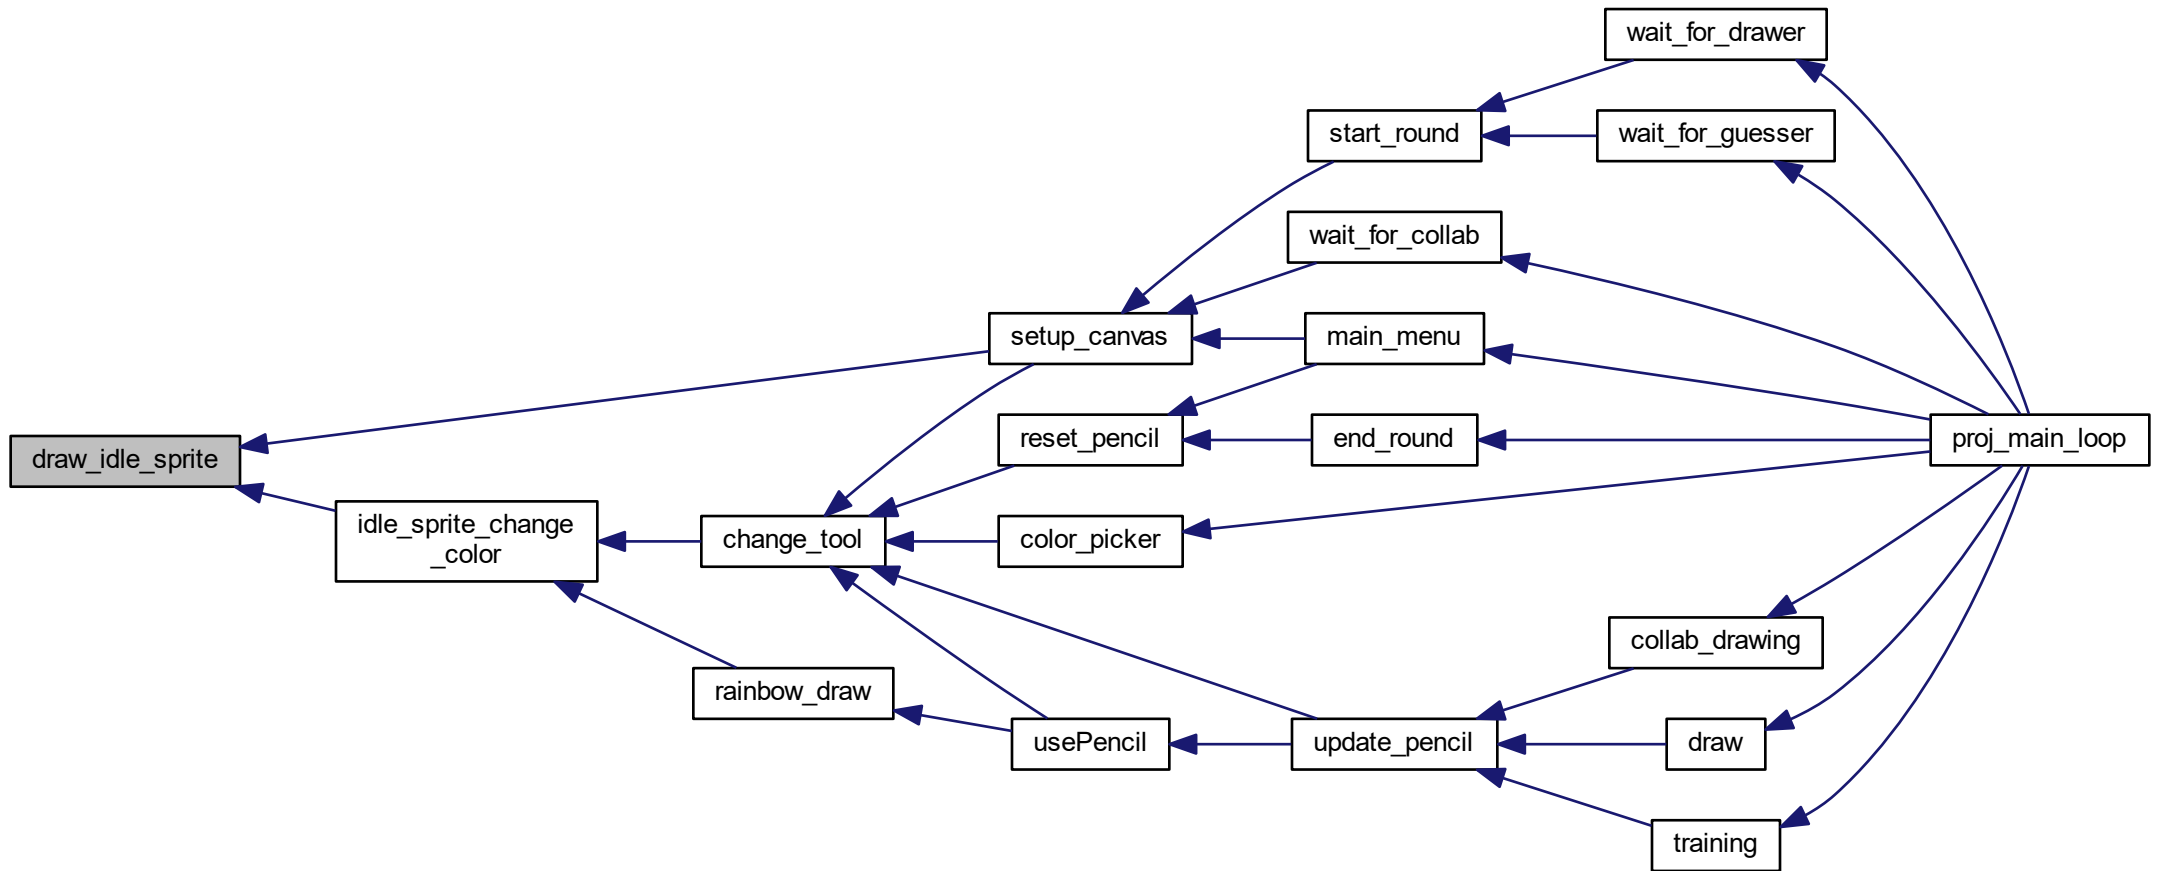 wait_for_drawer
start_round
wait_for_guesser
wait_for_collab
setup_canvas
main_menu
draw_idle_sprite
reset_pencil
end_round
proj_main_loop
idle_sprite_change
_color
change_tool
color_picker
collab_drawing
rainbow_draw
usePencil
update_pencil
draw
training